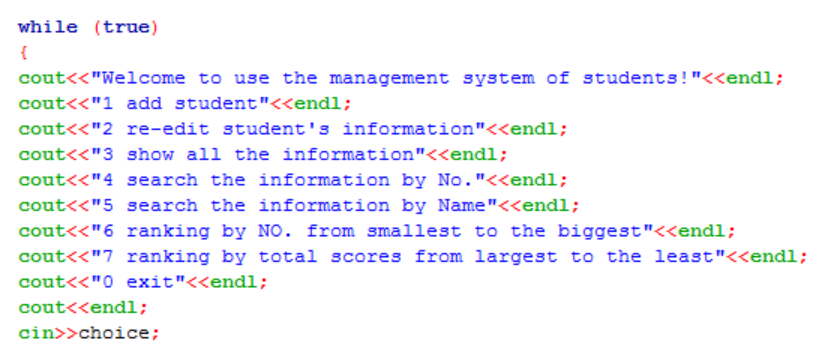 while (true)
{
cout<<"Welcome to use the management system of students!"<<endl;
cout<<"1 add student"<<endl;
cout<<"2 re-edit student's information"<<endl;
cout<<"3 show all the information"<<endl;
cout<<"4 search the information by No."<<endl;
cout<<"5 search the information by Name"<<endl;
cout<<"6 ranking by NO. from smallest to the biggest"<<endl;
cout<<"7 ranking by total scores from largest to the least"<<endl;
cout<<"0 exit"<<endl;
cout<<endl;
cin>>choice;